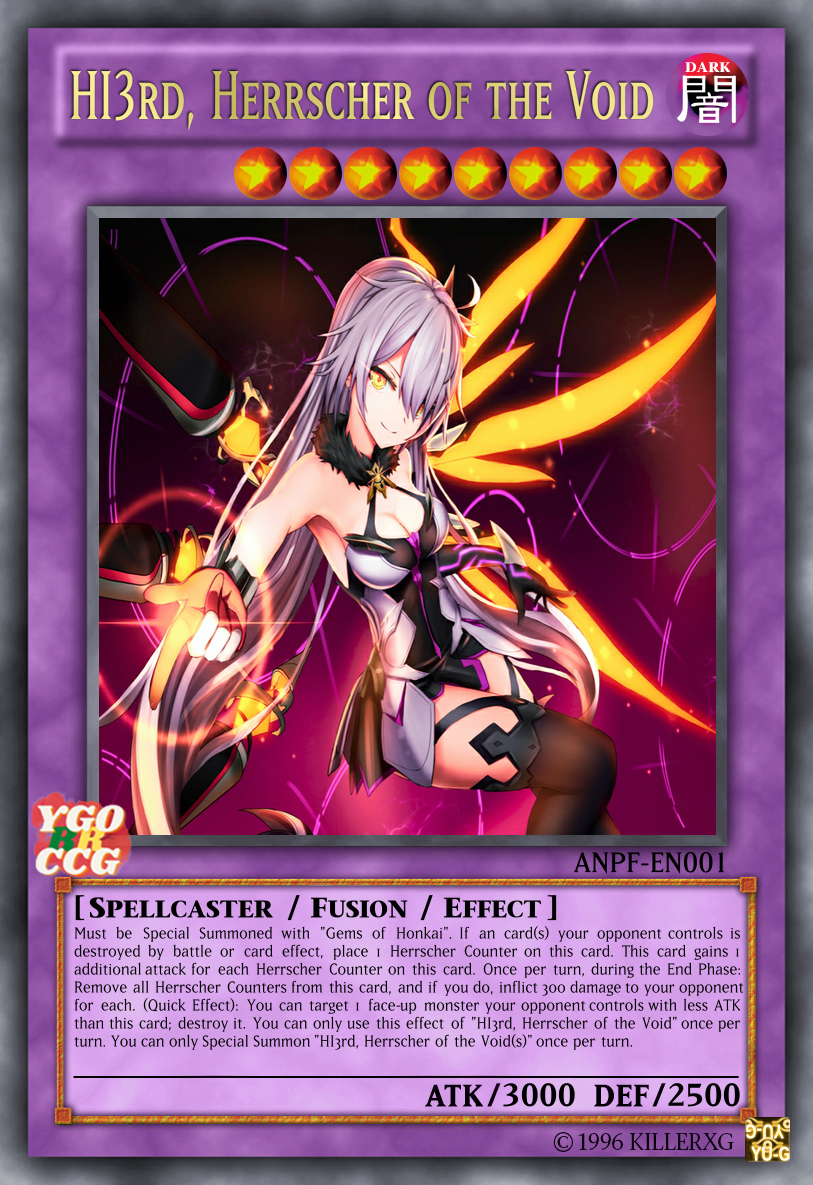 HI3RD, HERRSCHER OF THE VOID
DARK
闇
YGO
RR
CCG
ANPF-EN001
[ SPELLCASTER / FUSION / EFFECT ]
Must be Special Summoned with "Gems of Honkai". If an card(s) your opponent controls is
destroyed by battle or card effect, place 1 Herrscher Counter on this card. This card gains 1
additional attack for each Herrscher Counter on this card. Once per turn, during the End Phase:
Remove all Herrscher Counters from this card, and if you do, inflict 300 damage to your opponent
for each. (Quick Effect): You can target 1 face-up monster your opponent controls with less ATK
than this card; destroy it. You can only use this effect of "HI3rd, Herrscher of the Void" once per
turn. You can only Special Summon "HI3rd, Herrscher of the Void(s)" once per turn.
ATK/3000 DEF/2500
© 1996 KILLERXG